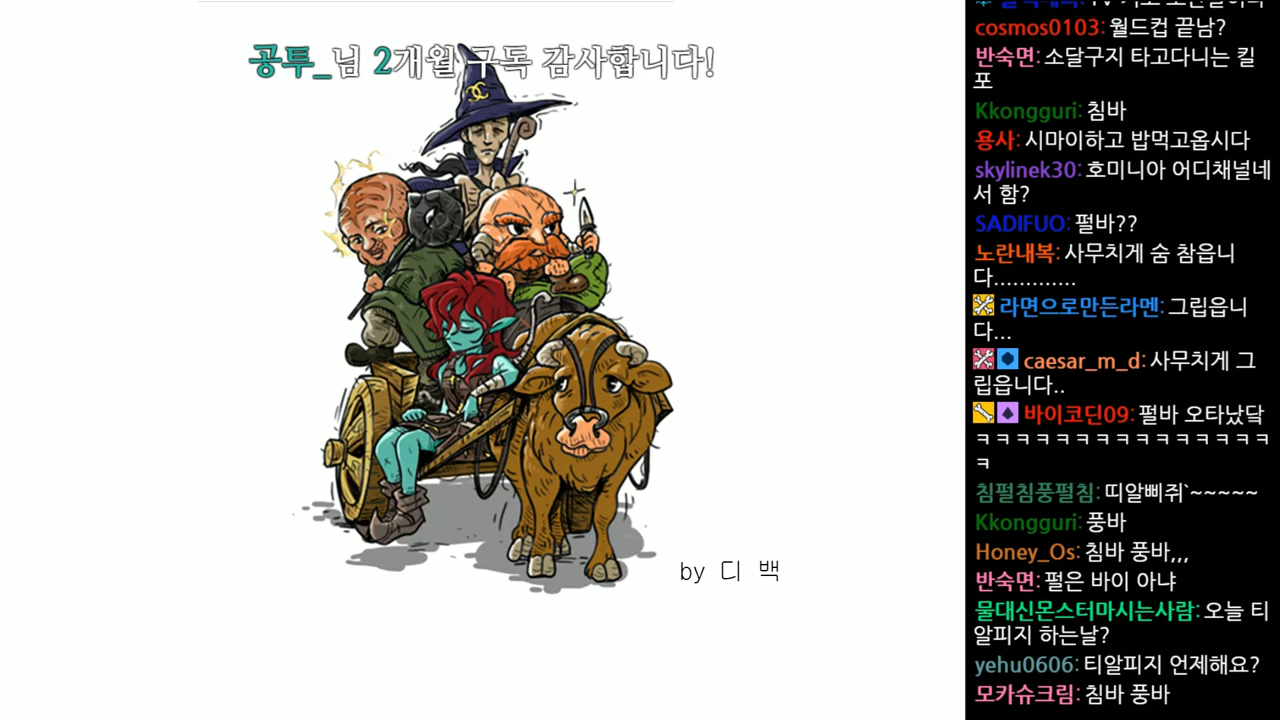 공투_님 2개월 구독 감사합니다!
by 디 백
cosmos0103: 월드컵 끝남?
반숙면: 소달구지 타고다니는 킬
포
Kkongguri: 침바
용사: 시마이하고 밥먹고옵시다
skylinek30: 호미니아 어디채널네
서 함?
SADIFUO: 펄바??
노란내복: 사무치게 숨 참읍니
다.............
라면으로만든라멘: 그립읍니
다...
caesar_m_d: 사무치게 그
립읍니다..
바이코딘09: 펄바 오타났닼
ㅋㅋㅋㅋㅋㅋㅋㅋㅋㅋㅋㅋㅋㅋㅋ
ㅋ
침펄침풍펄침: 띠알삐쥐`~~~~~
Kkongguri: 풍바
Honey_Os: 침바 풍바,,,
반숙면: 펄은 바이 아냐
물대신몬스터마시는사람: 오늘 티
알피지 하는날?
yehu0606: 티알피지 언제해요?
모카슈크림: 침바 풍바